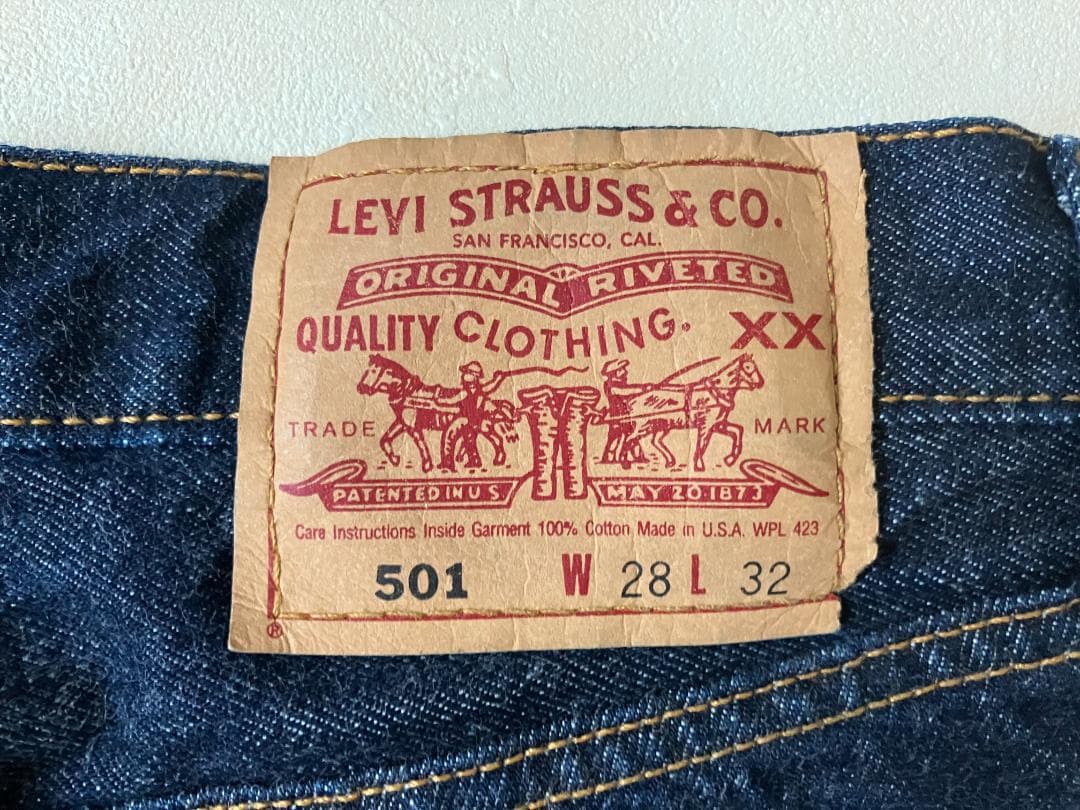 LEVI STRAUSS & CO.
SAN FRANCISCO, CAL.
ORIGINAL RIVETED
QUALITY CLOTHING. XX
TRADE MARK
PATENTED IN U S MAY 20 1873
Care Instructions Inside Garment 100% Cotton Made in U.S.A. WPL 423
501 W 28 L 32
®